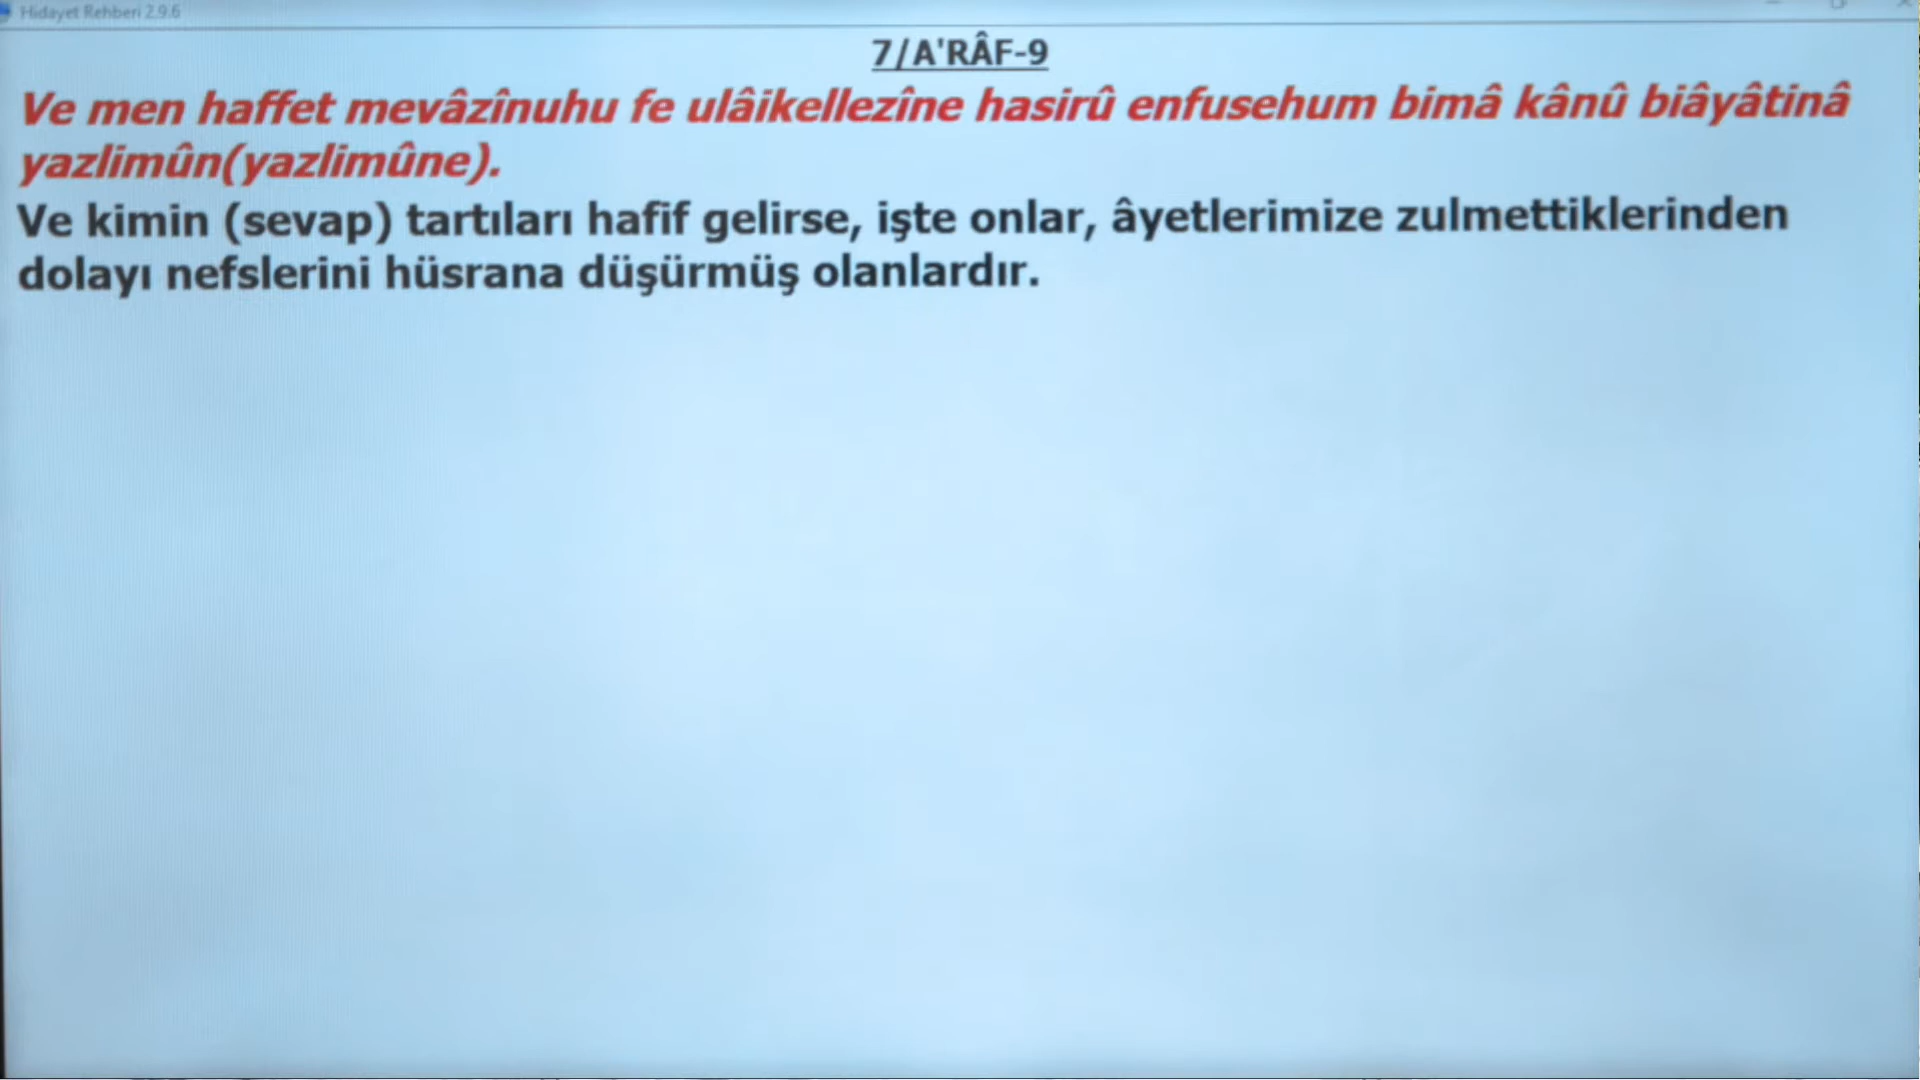 Hidayet Rehberi 2.9.6
7/A'RÂF-9
Ve men haffet mevâzînuhu fe ulâikellezîne hasirû enfusehum bimâ kânû biâyâtinâ
yazlimûn(yazlimûne).
Ve kimin (sevap) tartıları hafif gelirse, işte onlar, âyetlerimize zulmettiklerinden
dolayı nefslerini hüsrana düşürmüş olanlardır.